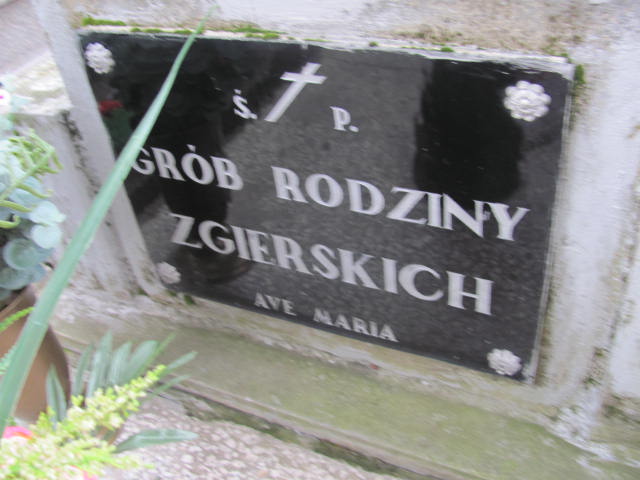 Ś. P.
GRÓB RODZINY
ZGIERSKICH
AVE MARIA